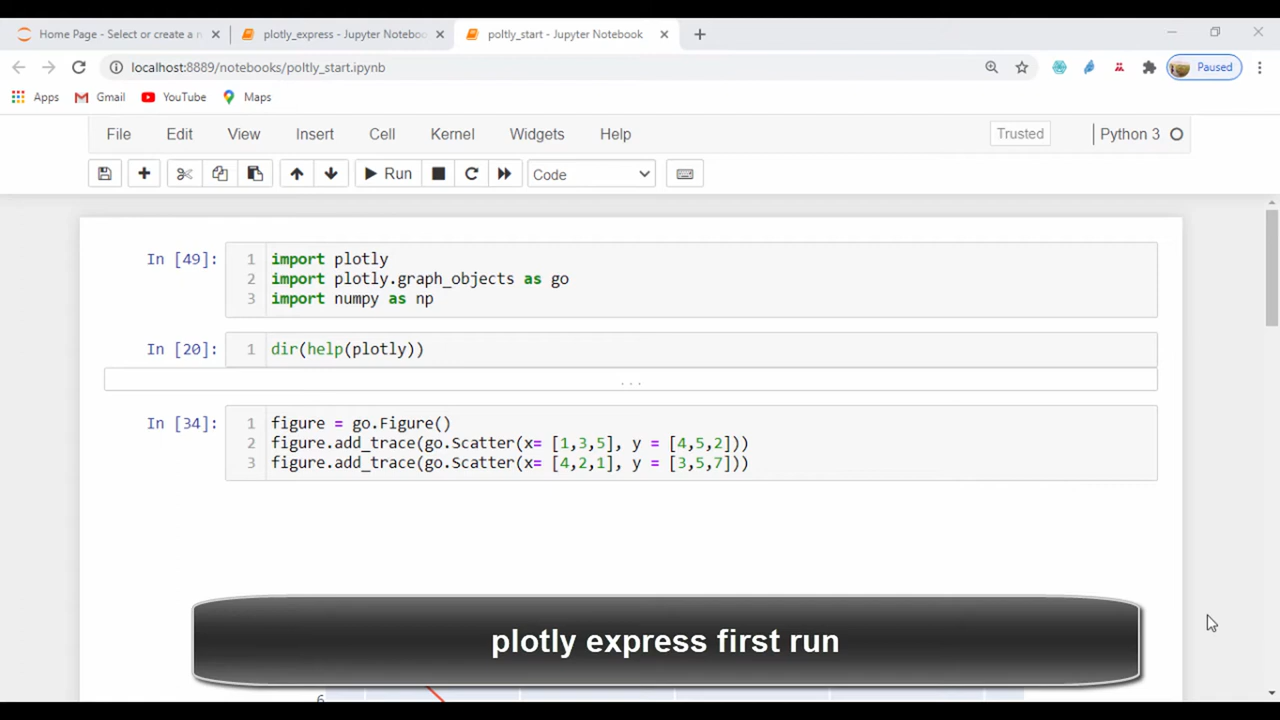 Home Page - Select or create a n
plotly_express - Jupyter Noteboo
poltly_start - Jupyter Notebook
localhost:8889/notebooks/poltly_start.ipynb
Paused
Apps Gmail YouTube Maps
File Edit View Insert Cell Kernel Widgets Help
Trusted
Python 3
Run
Code
In [49]:
1 import plotly
2 import plotly.graph_objects as go
3 import numpy as np
In [20]:
1 dir(help(plotly))
...
In [34]:
1 figure = go.Figure()
2 figure.add_trace(go.Scatter(x= [1,3,5], y = [4,5,2]))
3 figure.add_trace(go.Scatter(x= [4,2,1], y = [3,5,7]))
plotly express first run
6